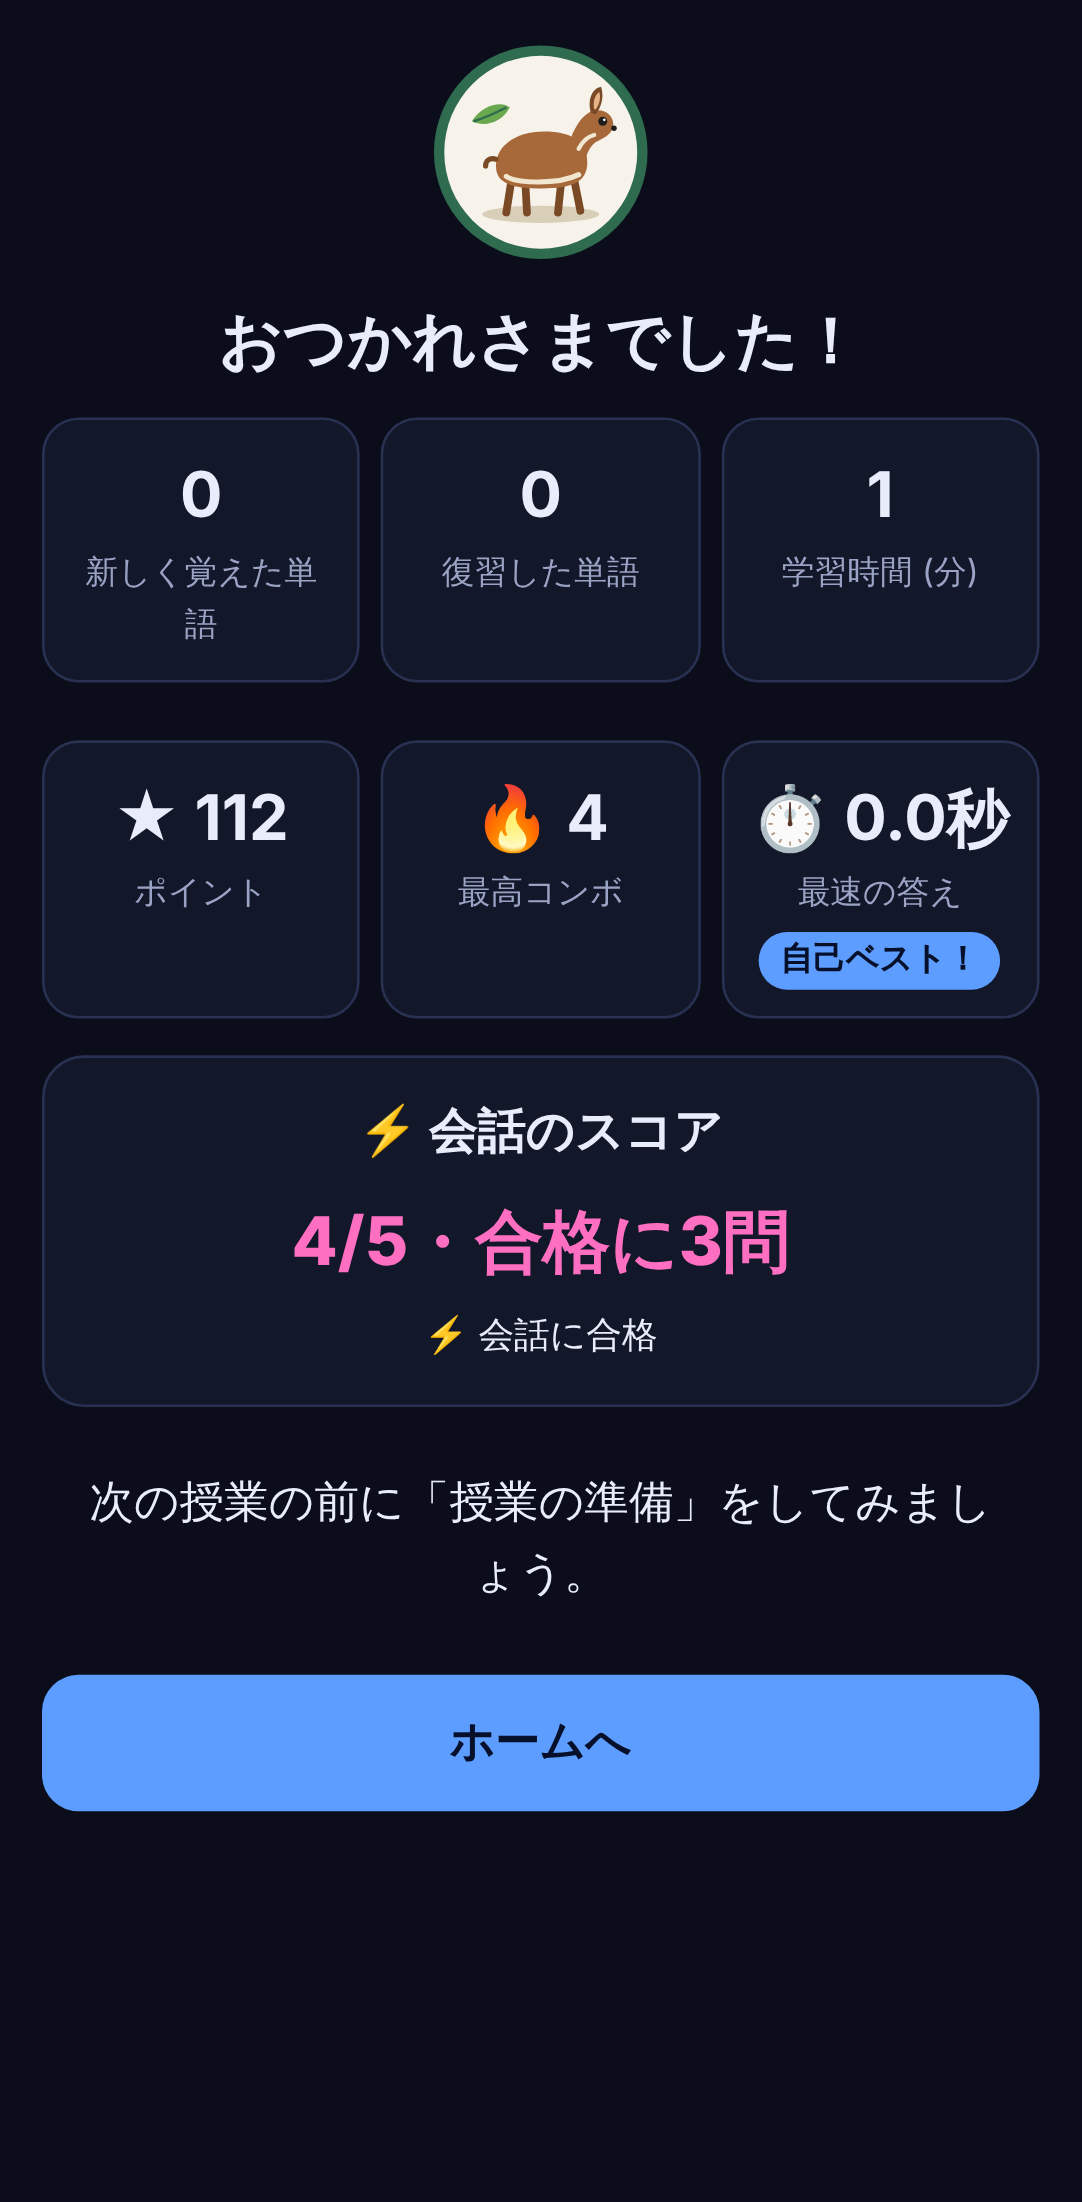 おつかれさまでした！
0
新しく覚えた単
語
0
復習した単語
1
学習時間 (分)
★ 112
ポイント
🔥 4
最高コンボ
⏱️ 0.0秒
最速の答え
自己ベスト！
⚡ 会話のスコア
4/5・合格に3問
⚡ 会話に合格
次の授業の前に「授業の準備」をしてみまし
ょう。
ホームへ